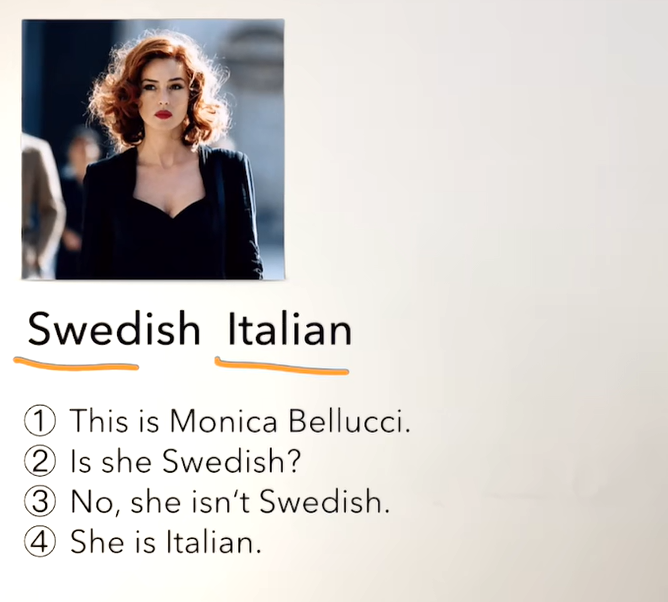 Swedish Italian
① This is Monica Bellucci.
② Is she Swedish?
③ No, she isn't Swedish.
④ She is Italian.